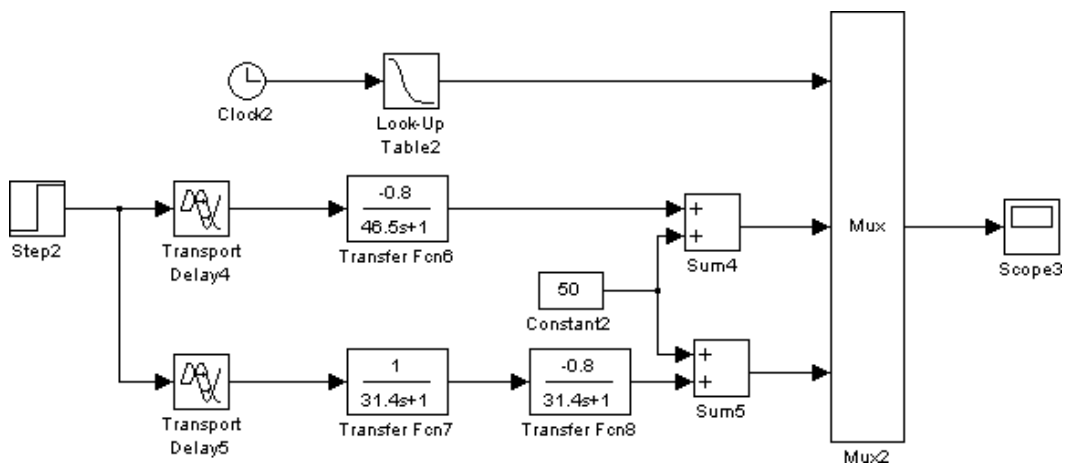 Clock2
Look-Up
Table2
Step2
Transport
Delay4
-0.8
46.5s+1
Transfer Fcn6
+
+
Sum4
Mux
Scope3
50
Constant2
Transport
Delay5
1
31.4s+1
Transfer Fcn7
-0.8
31.4s+1
Transfer Fcn8
+
+
Sum5
Mux2